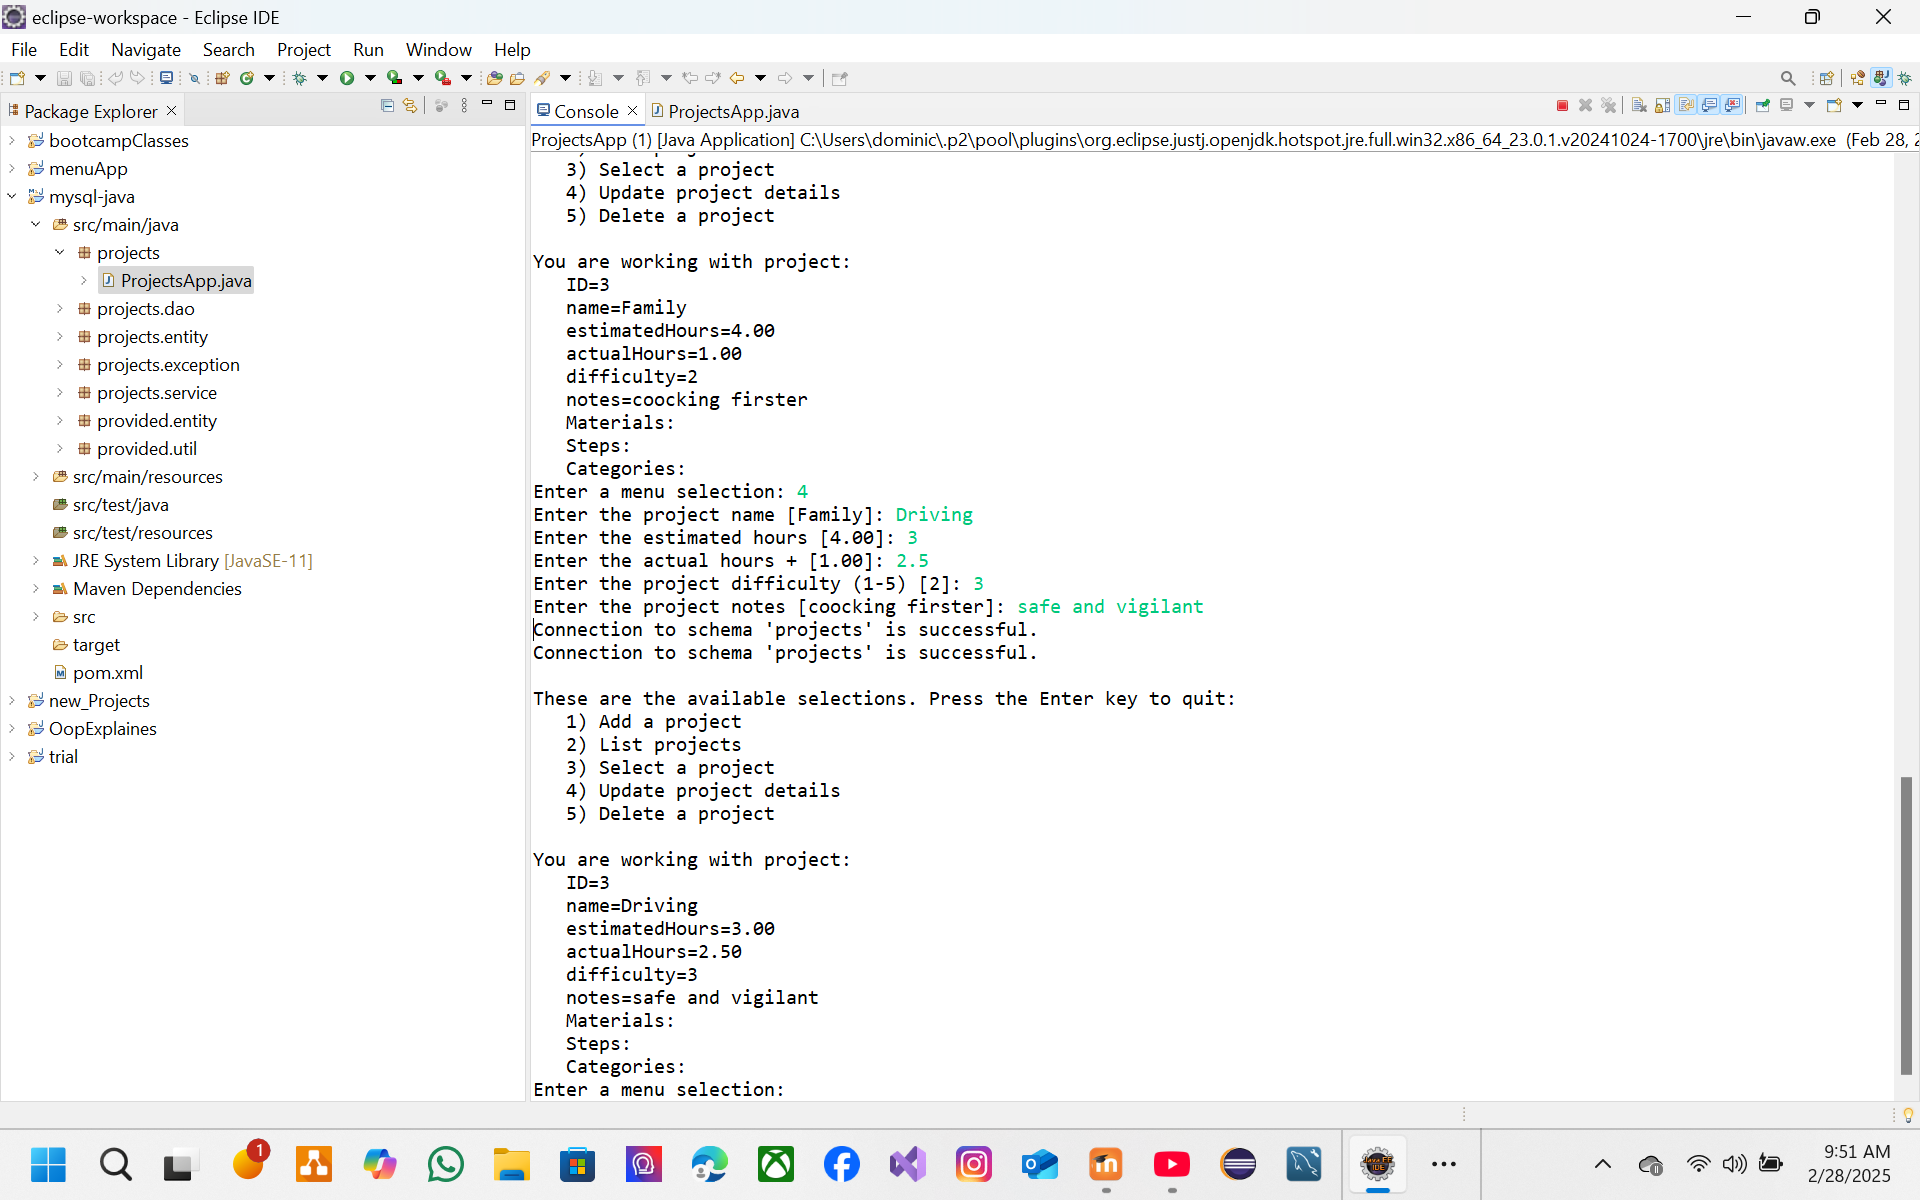 eclipse-workspace - Eclipse IDE
File Edit Navigate Search Project Run Window Help
Package Explorer
Console ProjectsApp.java
ProjectsApp (1) [Java Application] C:\Users\dominic\.p2\pool\plugins\org.eclipse.justj.openjdk.hotspot.jre.full.win32.x86_64_23.0.1.v20241024-1700\jre\bin\javaw.exe (Feb 28, 2
bootcampClasses
menuApp
mysql-java
src/main/java
projects
ProjectsApp.java
projects.dao
projects.entity
projects.exception
projects.service
provided.entity
provided.util
src/main/resources
src/test/java
src/test/resources
JRE System Library [JavaSE-11]
Maven Dependencies
src
target
pom.xml
new_Projects
OopExplaines
trial
3) Select a project
4) Update project details
5) Delete a project
You are working with project:
ID=3
name=Family
estimatedHours=4.00
actualHours=1.00
difficulty=2
notes=coocking firster
Materials:
Steps:
Categories:
Enter a menu selection: 4
Enter the project name [Family]: Driving
Enter the estimated hours [4.00]: 3
Enter the actual hours + [1.00]: 2.5
Enter the project difficulty (1-5) [2]: 3
Enter the project notes [coocking firster]: safe and vigilant
Connection to schema 'projects' is successful.
Connection to schema 'projects' is successful.
These are the available selections. Press the Enter key to quit:
1) Add a project
2) List projects
3) Select a project
4) Update project details
5) Delete a project
You are working with project:
ID=3
name=Driving
estimatedHours=3.00
actualHours=2.50
difficulty=3
notes=safe and vigilant
Materials:
Steps:
Categories:
Enter a menu selection:
1
9:51 AM
2/28/2025